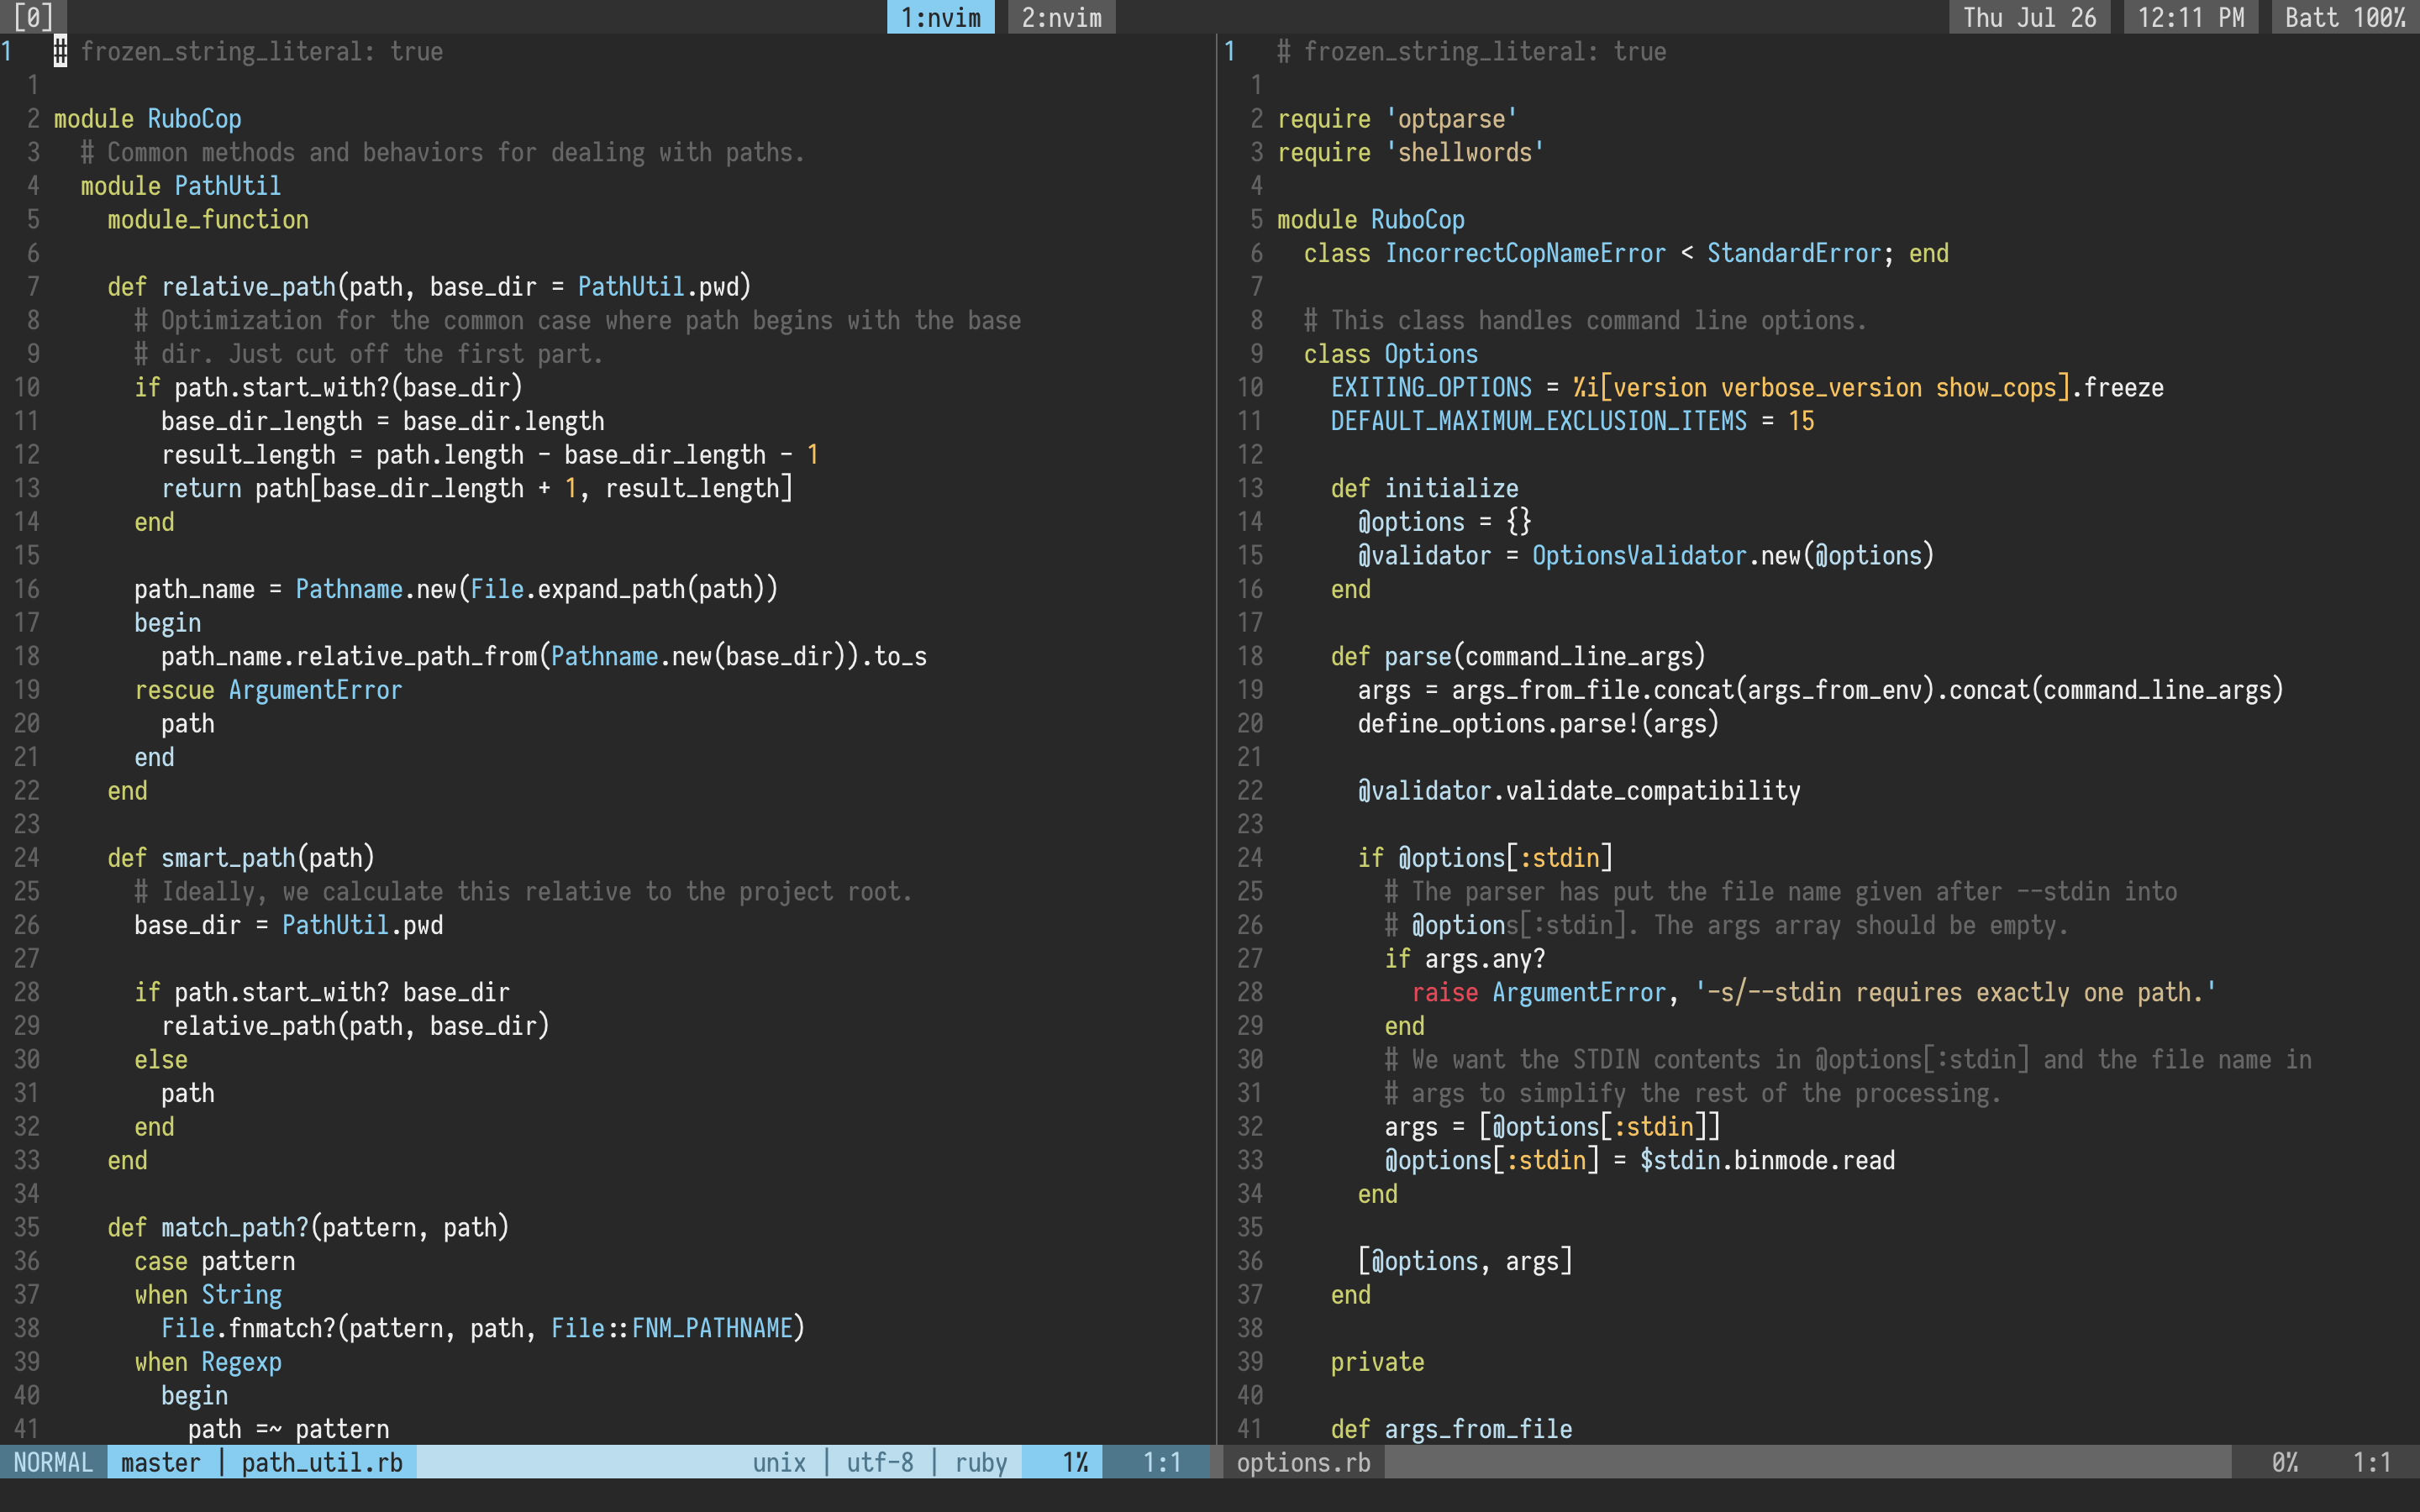 [0] 1:nvim 2:nvim Thu Jul 26 12:11 PM Batt 100%
1 # frozen_string_literal: true
1
2 module RuboCop
3   # Common methods and behaviors for dealing with paths.
4   module PathUtil
5     module_function
6
7     def relative_path(path, base_dir = PathUtil.pwd)
8       # Optimization for the common case where path begins with the base
9       # dir. Just cut off the first part.
10       if path.start_with?(base_dir)
11         base_dir_length = base_dir.length
12         result_length = path.length - base_dir_length - 1
13         return path[base_dir_length + 1, result_length]
14       end
15
16       path_name = Pathname.new(File.expand_path(path))
17       begin
18         path_name.relative_path_from(Pathname.new(base_dir)).to_s
19       rescue ArgumentError
20         path
21       end
22     end
23
24     def smart_path(path)
25       # Ideally, we calculate this relative to the project root.
26       base_dir = PathUtil.pwd
27
28       if path.start_with? base_dir
29         relative_path(path, base_dir)
30       else
31         path
32       end
33     end
34
35     def match_path?(pattern, path)
36       case pattern
37       when String
38         File.fnmatch?(pattern, path, File::FNM_PATHNAME)
39       when Regexp
40         begin
41           path =~ pattern
NORMAL master | path_util.rb unix | utf-8 | ruby 1% 1:1
1 # frozen_string_literal: true
1
2 require 'optparse'
3 require 'shellwords'
4
5 module RuboCop
6   class IncorrectCopNameError < StandardError; end
7
8   # This class handles command line options.
9   class Options
10     EXITING_OPTIONS = %i[version verbose_version show_cops].freeze
11     DEFAULT_MAXIMUM_EXCLUSION_ITEMS = 15
12
13     def initialize
14       @options = {}
15       @validator = OptionsValidator.new(@options)
16     end
17
18     def parse(command_line_args)
19       args = args_from_file.concat(args_from_env).concat(command_line_args)
20       define_options.parse!(args)
21
22       @validator.validate_compatibility
23
24       if @options[:stdin]
25         # The parser has put the file name given after --stdin into
26         # @options[:stdin]. The args array should be empty.
27         if args.any?
28           raise ArgumentError, '-s/--stdin requires exactly one path.'
29         end
30         # We want the STDIN contents in @options[:stdin] and the file name in
31         # args to simplify the rest of the processing.
32         args = [@options[:stdin]]
33         @options[:stdin] = $stdin.binmode.read
34       end
35
36       [@options, args]
37     end
38
39     private
40
41     def args_from_file
options.rb 0% 1:1